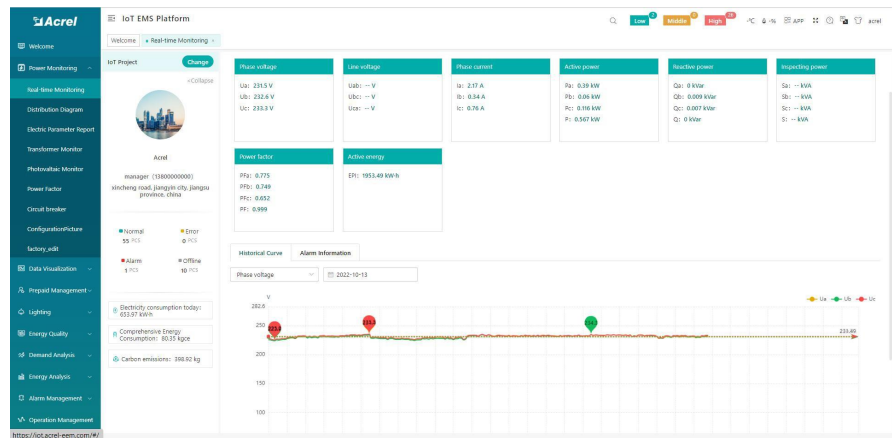 Acrel
IoT EMS Platform
Low 2
Middle 0
High 28
-℃
-%
APP
acrel
Welcome
Real-time Monitoring
Welcome
Power Monitoring
Real-time Monitoring
Distribution Diagram
Electric Parameter Report
Transformer Monitor
Photovaltaic Monitor
Power Factor
Circuit breaker
ConfigurationPicture
factory_edit
Data Visualization
Prepaid Management
Lighting
Energy Quality
Demand Analysis
Energy Analysis
Alarm Management
Operation Management
https://iot.acrel-eem.com/#/
IoT Project
Change
<Collapse
Acrel
manager (13800000000)
xincheng road, jiangyin city, jiangsu
province, china
Normal
55 PCS
Error
0 PCS
Alarm
1 PCS
Offline
10 PCS
Electricity consumption today:
653.97 kW·h
Comprehensive Energy
Consumption: 80.35 kgce
Carbon emissions: 398.92 kg
Phase voltage
Ua: 231.5 V
Ub: 232.6 V
Uc: 233.3 V
Line voltage
Uab: -- V
Ubc: -- V
Uca: -- V
Phase current
Ia: 2.17 A
Ib: 0.34 A
Ic: 0.76 A
Active power
Pa: 0.39 kW
Pb: 0.06 kW
Pc: 0.116 kW
P: 0.567 kW
Reactive power
Qa: 0 kVar
Qb: 0.009 kVar
Qc: 0.007 kVar
Q: 0 kVar
Inspecting power
Sa: -- kVA
Sb: -- kVA
Sc: -- kVA
S: -- kVA
Power factor
PFa: 0.775
PFb: 0.749
PFc: 0.652
PF: 0.999
Active energy
EPI: 1953.49 kW·h
Historical Curve
Alarm Information
Phase voltage
2022-10-13
V
Ua
Ub
Uc
282.6
250
200
150
100
233.49